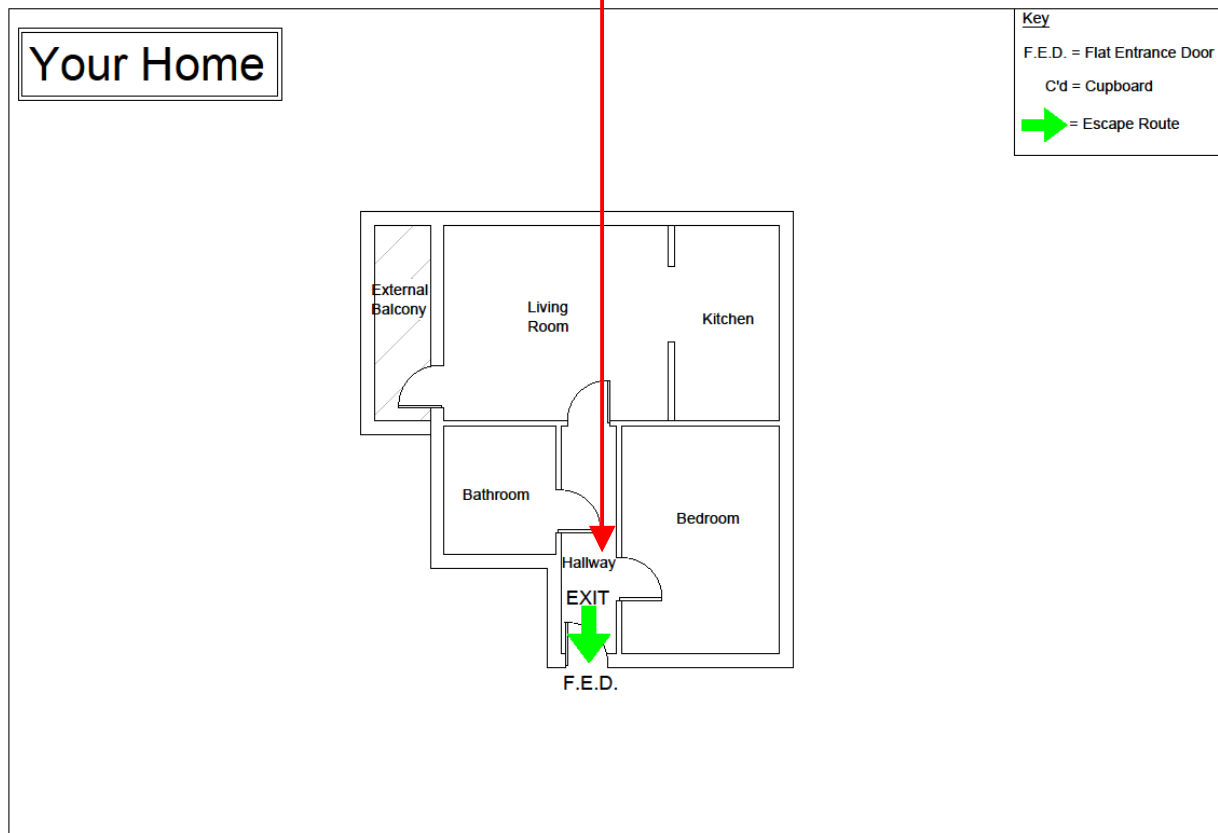 Your Home
Key
F.E.D. = Flat Entrance Door
C'd = Cupboard
= Escape Route
External
Balcony
Living
Room
Kitchen
Bathroom
Bedroom
Hallway
EXIT
F.E.D.